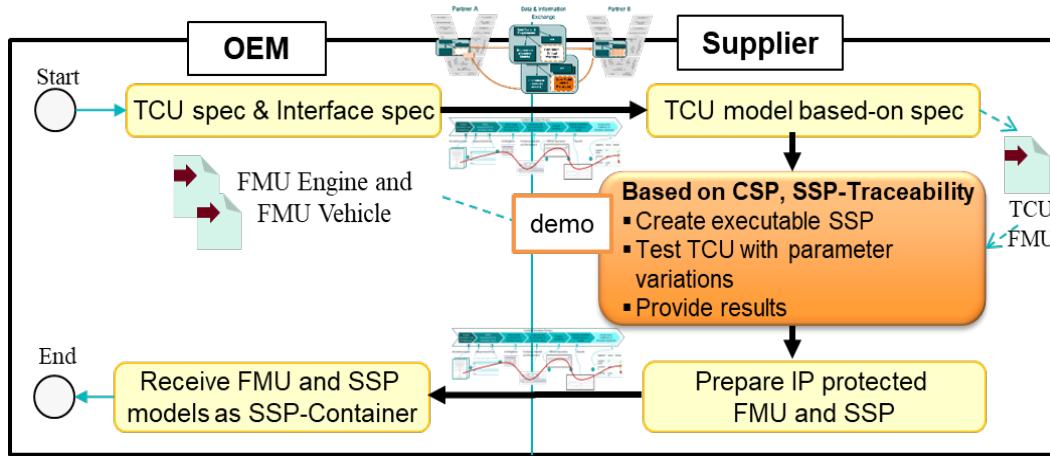 Partner A
Data & Information
Exchange
Partner B
OEM
Supplier
Start
TCU spec & Interface spec
TCU model based-on spec
FMU Engine and
FMU Vehicle
demo
Based on CSP, SSP-Traceability
▪ Create executable SSP
▪ Test TCU with parameter
variations
▪ Provide results
TCU
FMU
End
Receive FMU and SSP
models as SSP-Container
Prepare IP protected
FMU and SSP